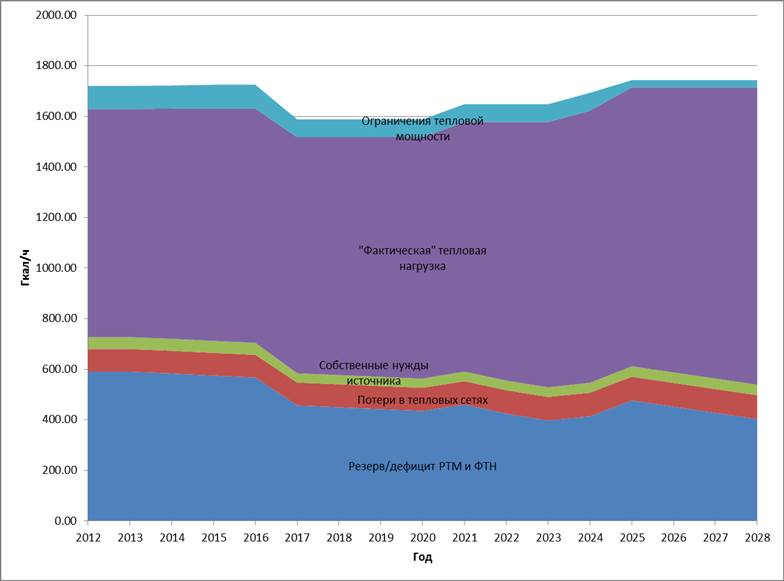 2000.00
1800.00
1600.00
1400.00
1200.00
1000.00
800.00
600.00
400.00
200.00
0.00
Гкал/ч
Ограничения тепловой
мощности
"Фактическая" тепловая
нагрузка
Собственные нужды
источника
Потери в тепловых сетях
Резерв/дефицит РТМ и ФТН
2012 2013 2014 2015 2016 2017 2018 2019 2020 2021 2022 2023 2024 2025 2026 2027 2028
Год